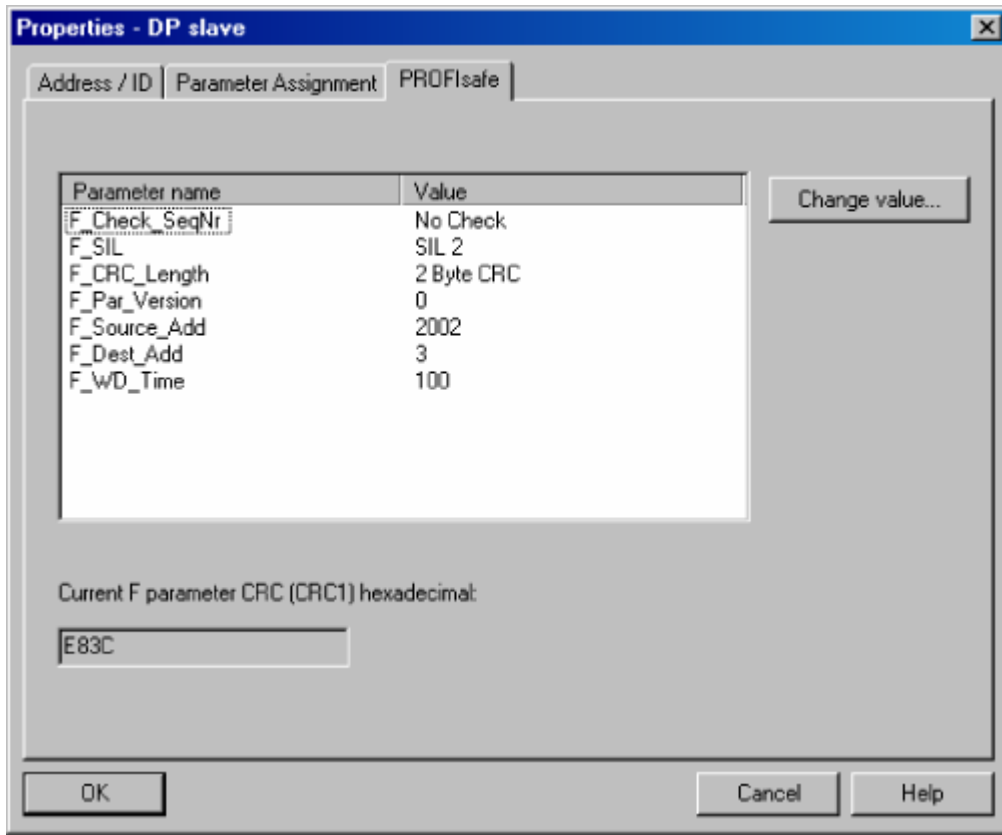 Properties - DP slave
Address / ID Parameter Assignment PROFIsafe
Parameter name Value
F_Check_SeqNr No Check
F_SIL SIL 2
F_CRC_Length 2 Byte CRC
F_Par_Version 0
F_Source_Add 2002
F_Dest_Add 3
F_WD_Time 100
Change value...
Current F parameter CRC (CRC1) hexadecimal:
E83C
OK Cancel Help